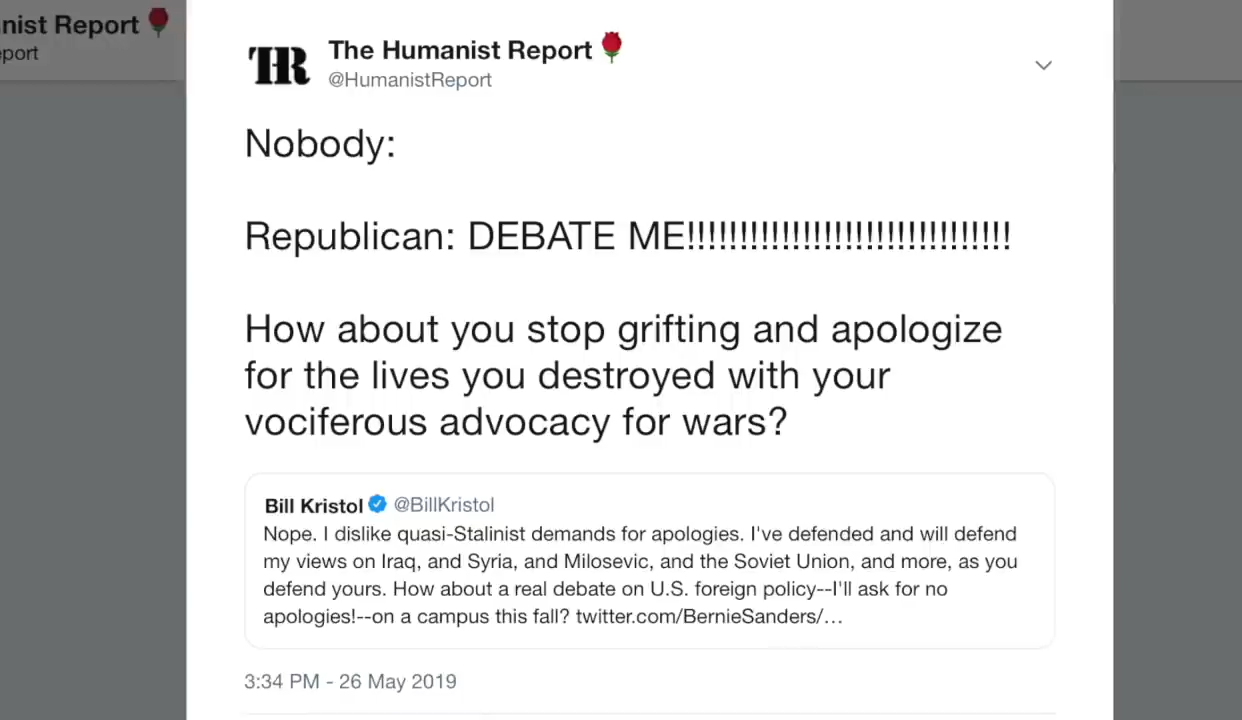 nist Report
port
The Humanist Report
@HumanistReport
Nobody:
Republican: DEBATE ME!!!!!!!!!!!!!!!!!!!!!!!!!!!!!!!
How about you stop grifting and apologize
for the lives you destroyed with your
vociferous advocacy for wars?
Bill Kristol @BillKristol
Nope. I dislike quasi-Stalinist demands for apologies. I've defended and will defend
my views on Iraq, and Syria, and Milosevic, and the Soviet Union, and more, as you
defend yours. How about a real debate on U.S. foreign policy--I'll ask for no
apologies!--on a campus this fall? twitter.com/BernieSanders/…
3:34 PM - 26 May 2019